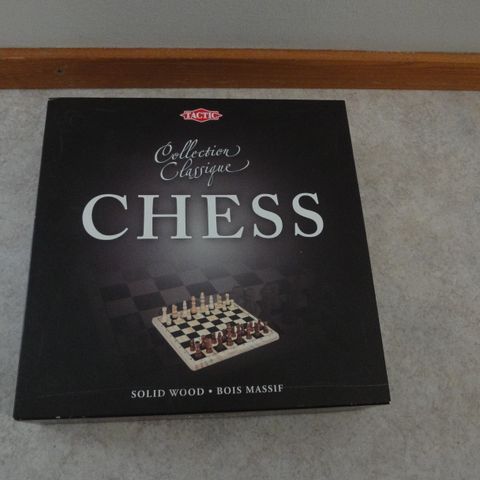 TACTIC
Collection
Classique
CHESS
SOLID WOOD • BOIS MASSIF